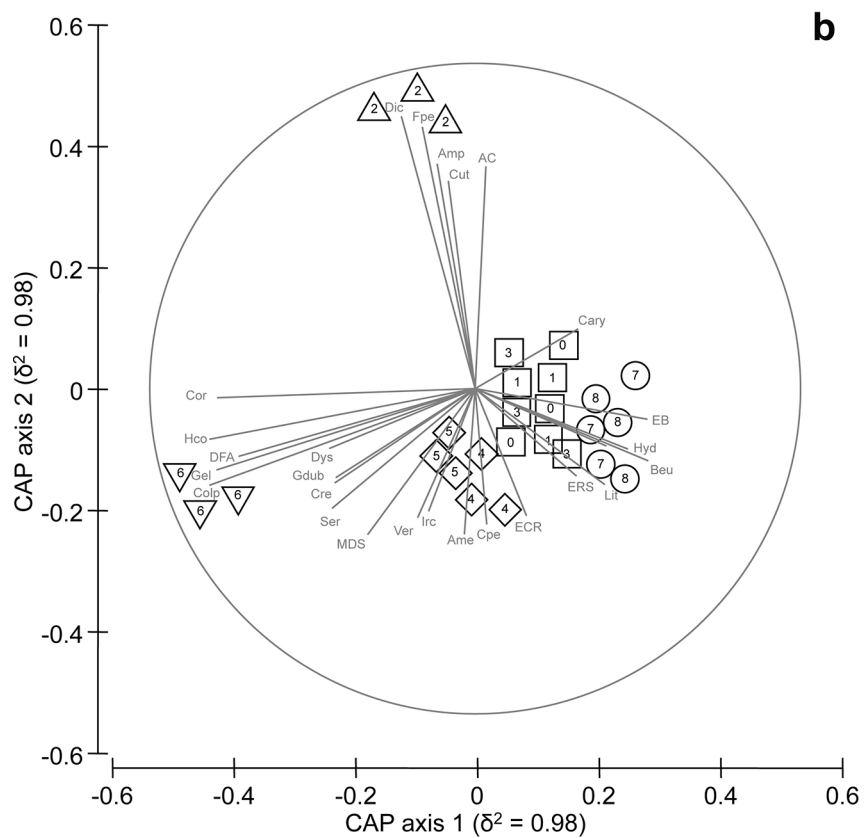 b
0.6
0.4
0.2
0
-0.2
-0.4
-0.6
CAP axis 2 (δ² = 0.98)
2
2
2
Dic
Fpe
Amp
AC
Cut
Cary
3
0
1
1
7
8
3
0
8
EB
7
0
1
3
Hyd
7
Beu
8
ERS
Lit
Cor
Hco
DFA
Gel
Colp
Dys
Gdub
Cre
Ser
MDS
Ver
Irc
Ame
Cpe
ECR
5
5
4
5
4
4
6
6
6
-0.6
-0.4
-0.2
0
0.2
0.4
0.6
CAP axis 1 (δ² = 0.98)